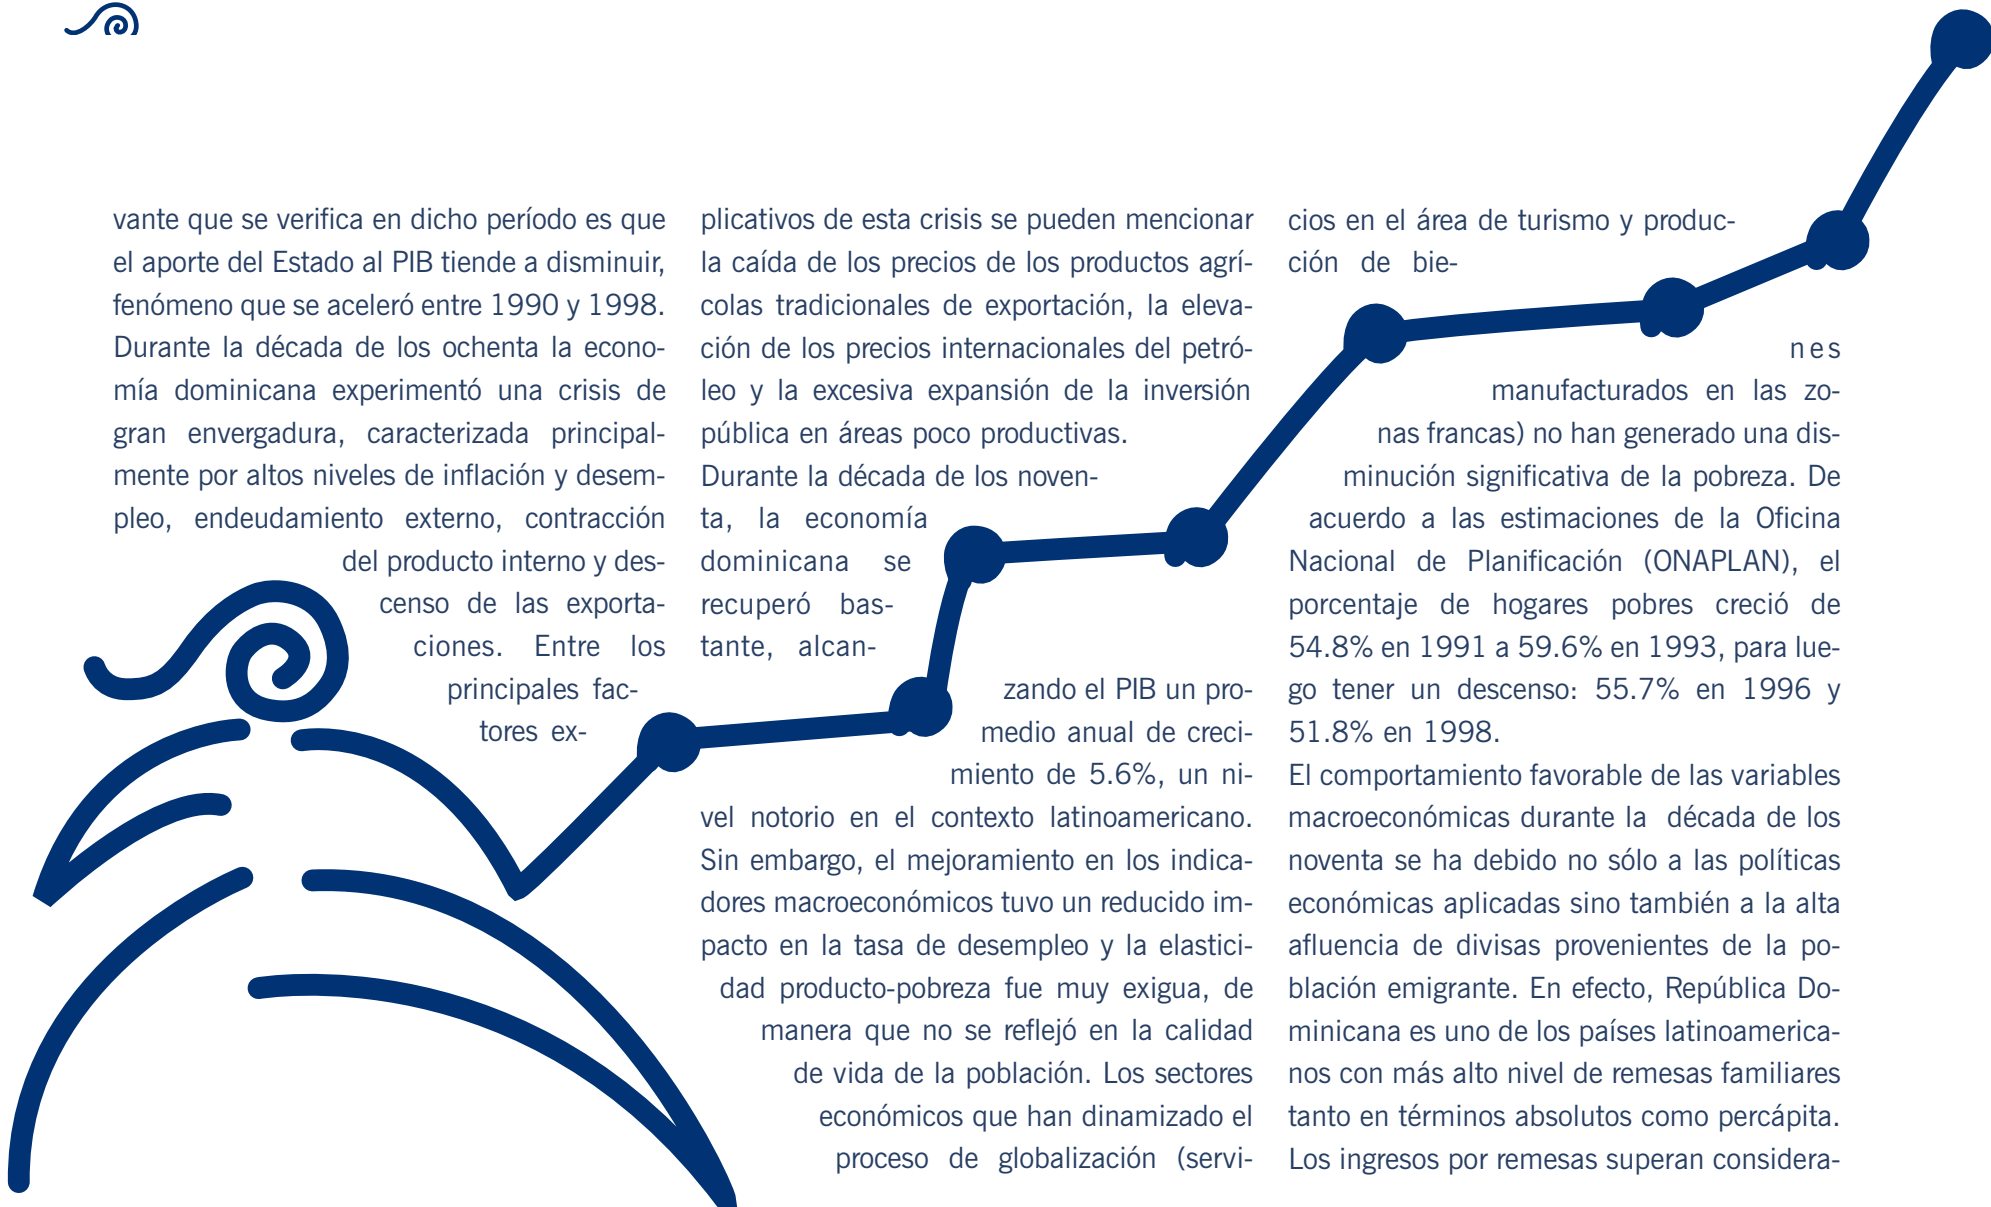 vante que se verifica en dicho período es que
el aporte del Estado al PIB tiende a disminuir,
fenómeno que se aceleró entre 1990 y 1998.
Durante la década de los ochenta la econo-
mía dominicana experimentó una crisis de
gran envergadura, caracterizada principal-
mente por altos niveles de inflación y desem-
pleo, endeudamiento externo, contracción
del producto interno y des-
censo de las exporta-
ciones. Entre los
principales fac-
tores ex-
plicativos de esta crisis se pueden mencionar
la caída de los precios de los productos agrí-
colas tradicionales de exportación, la eleva-
ción de los precios internacionales del petró-
leo y la excesiva expansión de la inversión
pública en áreas poco productivas.
Durante la década de los noven-
ta, la economía
dominicana se
recuperó bas-
tante, alcan-
zando el PIB un pro-
medio anual de creci-
miento de 5.6%, un ni-
vel notorio en el contexto latinoamericano.
Sin embargo, el mejoramiento en los indica-
dores macroeconómicos tuvo un reducido im-
pacto en la tasa de desempleo y la elastici-
dad producto-pobreza fue muy exigua, de
manera que no se reflejó en la calidad
de vida de la población. Los sectores
económicos que han dinamizado el
proceso de globalización (servi-
cios en el área de turismo y produc-
ción de bie-
nes
manufacturados en las zo-
nas francas) no han generado una dis-
minución significativa de la pobreza. De
acuerdo a las estimaciones de la Oficina
Nacional de Planificación (ONAPLAN), el
porcentaje de hogares pobres creció de
54.8% en 1991 a 59.6% en 1993, para lue-
go tener un descenso: 55.7% en 1996 y
51.8% en 1998.
El comportamiento favorable de las variables
macroeconómicas durante la década de los
noventa se ha debido no sólo a las políticas
económicas aplicadas sino también a la alta
afluencia de divisas provenientes de la po-
blación emigrante. En efecto, República Do-
minicana es uno de los países latinoamerica-
nos con más alto nivel de remesas familiares
tanto en términos absolutos como percápita.
Los ingresos por remesas superan considera-